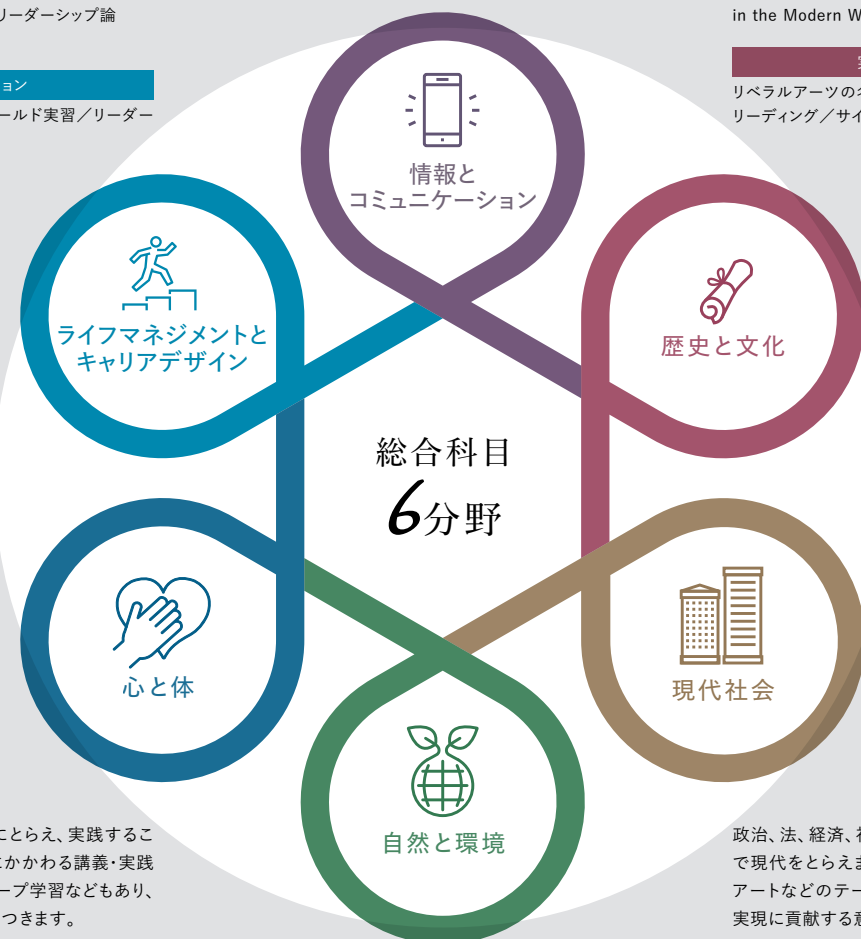 リーダーシップ論
in the Modern W
ョン
ールド実習／リーダー
リベラルアーツの
リーディング／サイ
情報と
コミュニケーション
ライフマネジメントと
キャリアデザイン
歴史と文化
総合科目
6分野
心と体
現代社会
自然と環境
にとらえ、実践するこ
にかかわる講義・実践
ープ学習などもあり、
つきます。
政治、法、経済、
で現代をとらえま
アートなどのテー
実現に貢献する意